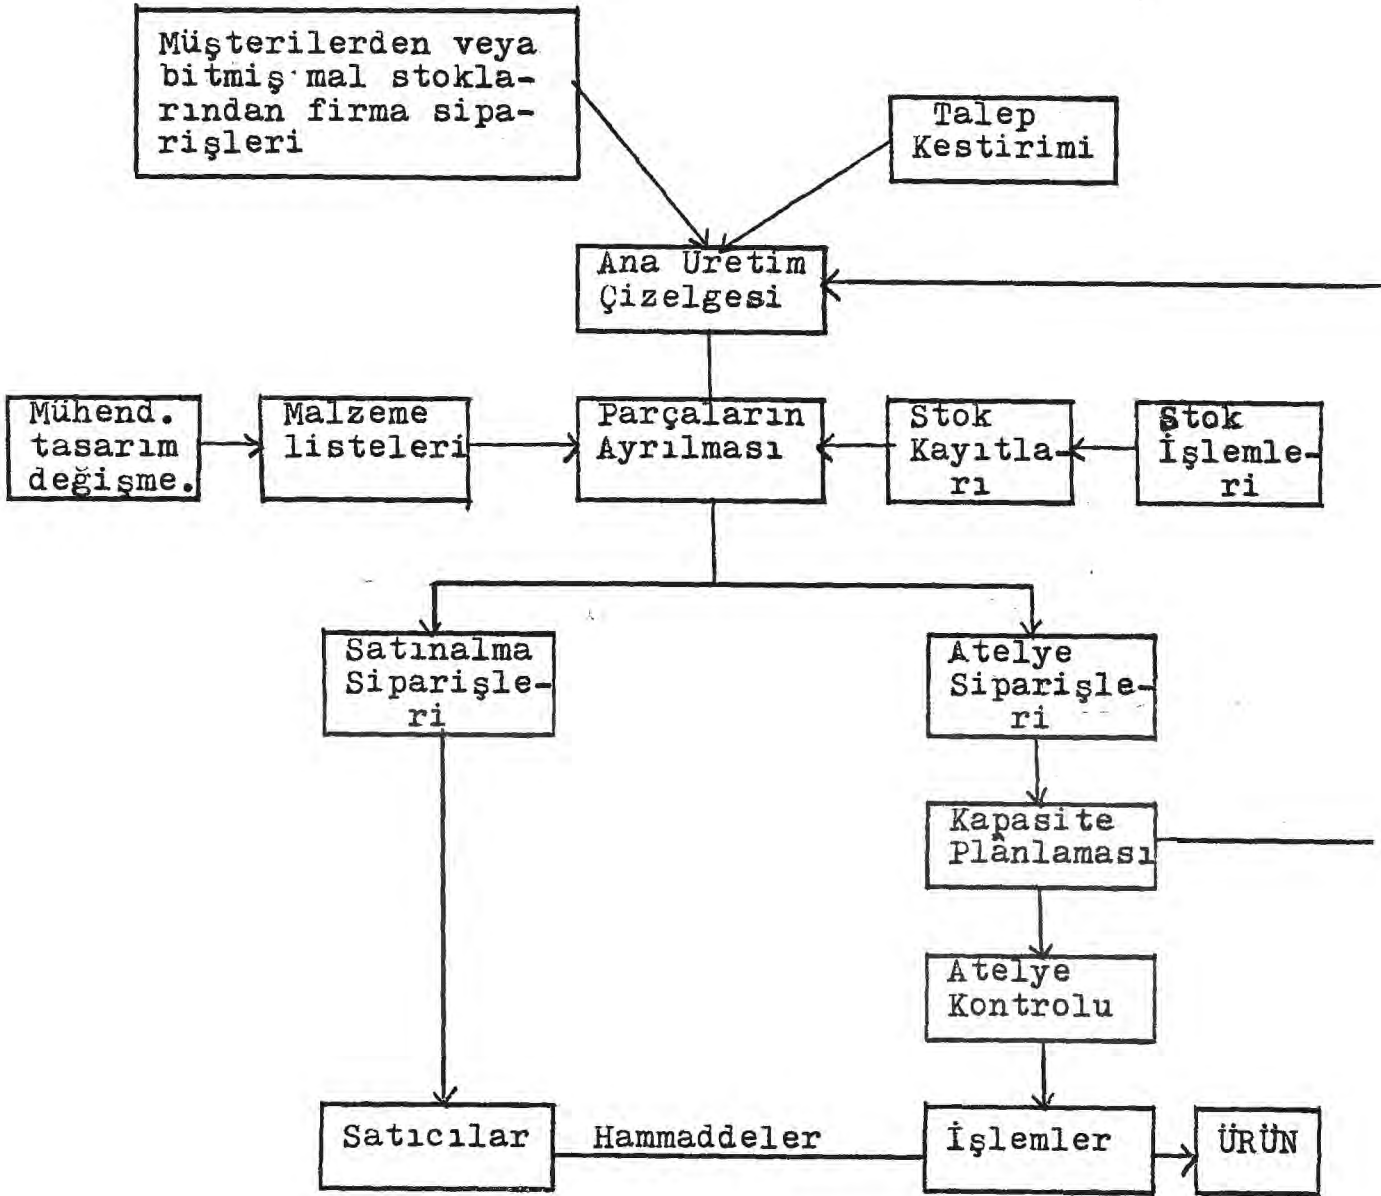 Müşterilerden veya
bitmiş mal stokla-
rından firma sipa-
rişleri
Talep
Kestirimi
Ana Üretim
Çizelgesi
Mühend.
tasarım
değişme.
Malzeme
listeleri
Parçaların
Ayrılması
Stok
Kayıtla-
rı
Stok
İşlemle-
ri
Satınalma
Siparişle-
ri
Atelye
Siparişle-
ri
Kapasite
Plânlaması
Atelye
Kontrolu
Satıcılar
Hammaddeler
İşlemler
ÜRÜN